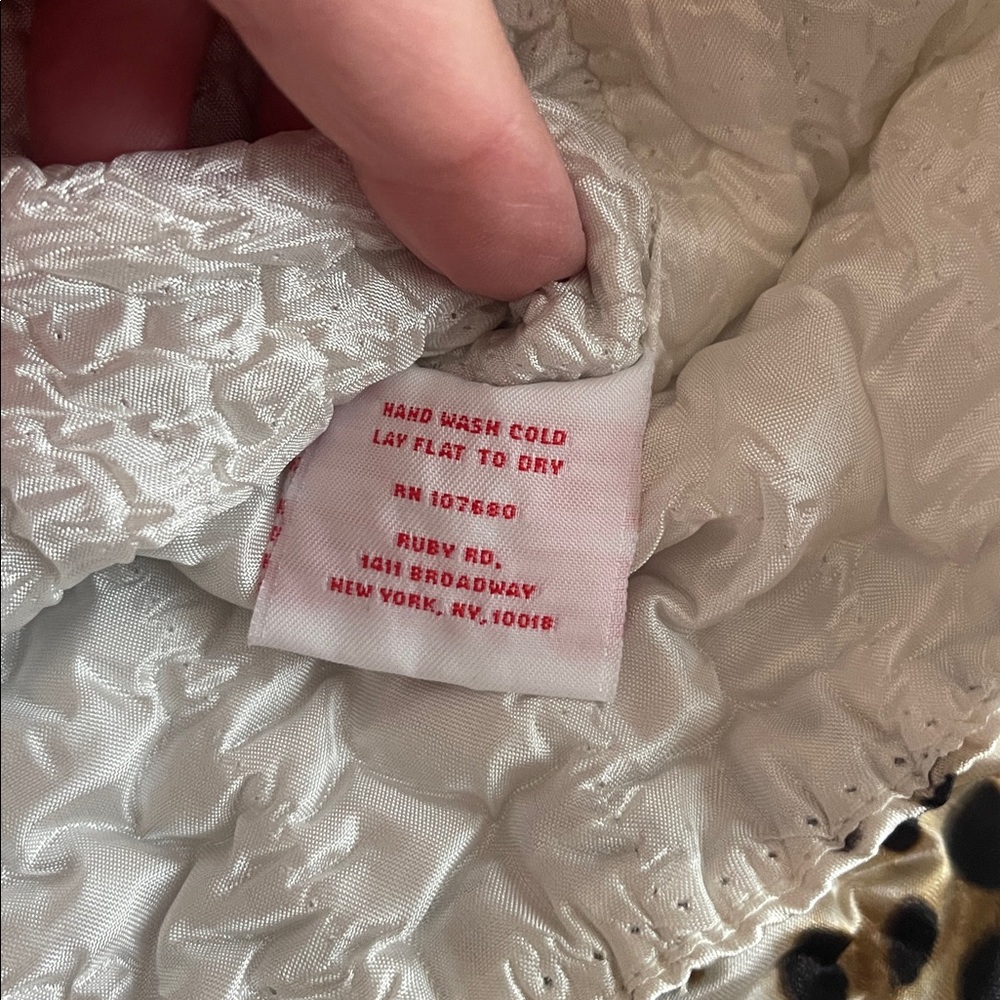 HAND WASH COLD
LAY FLAT TO DRY
RN 107680
RUBY RD,
1411 BROADWAY
NEW YORK, NY, 10018